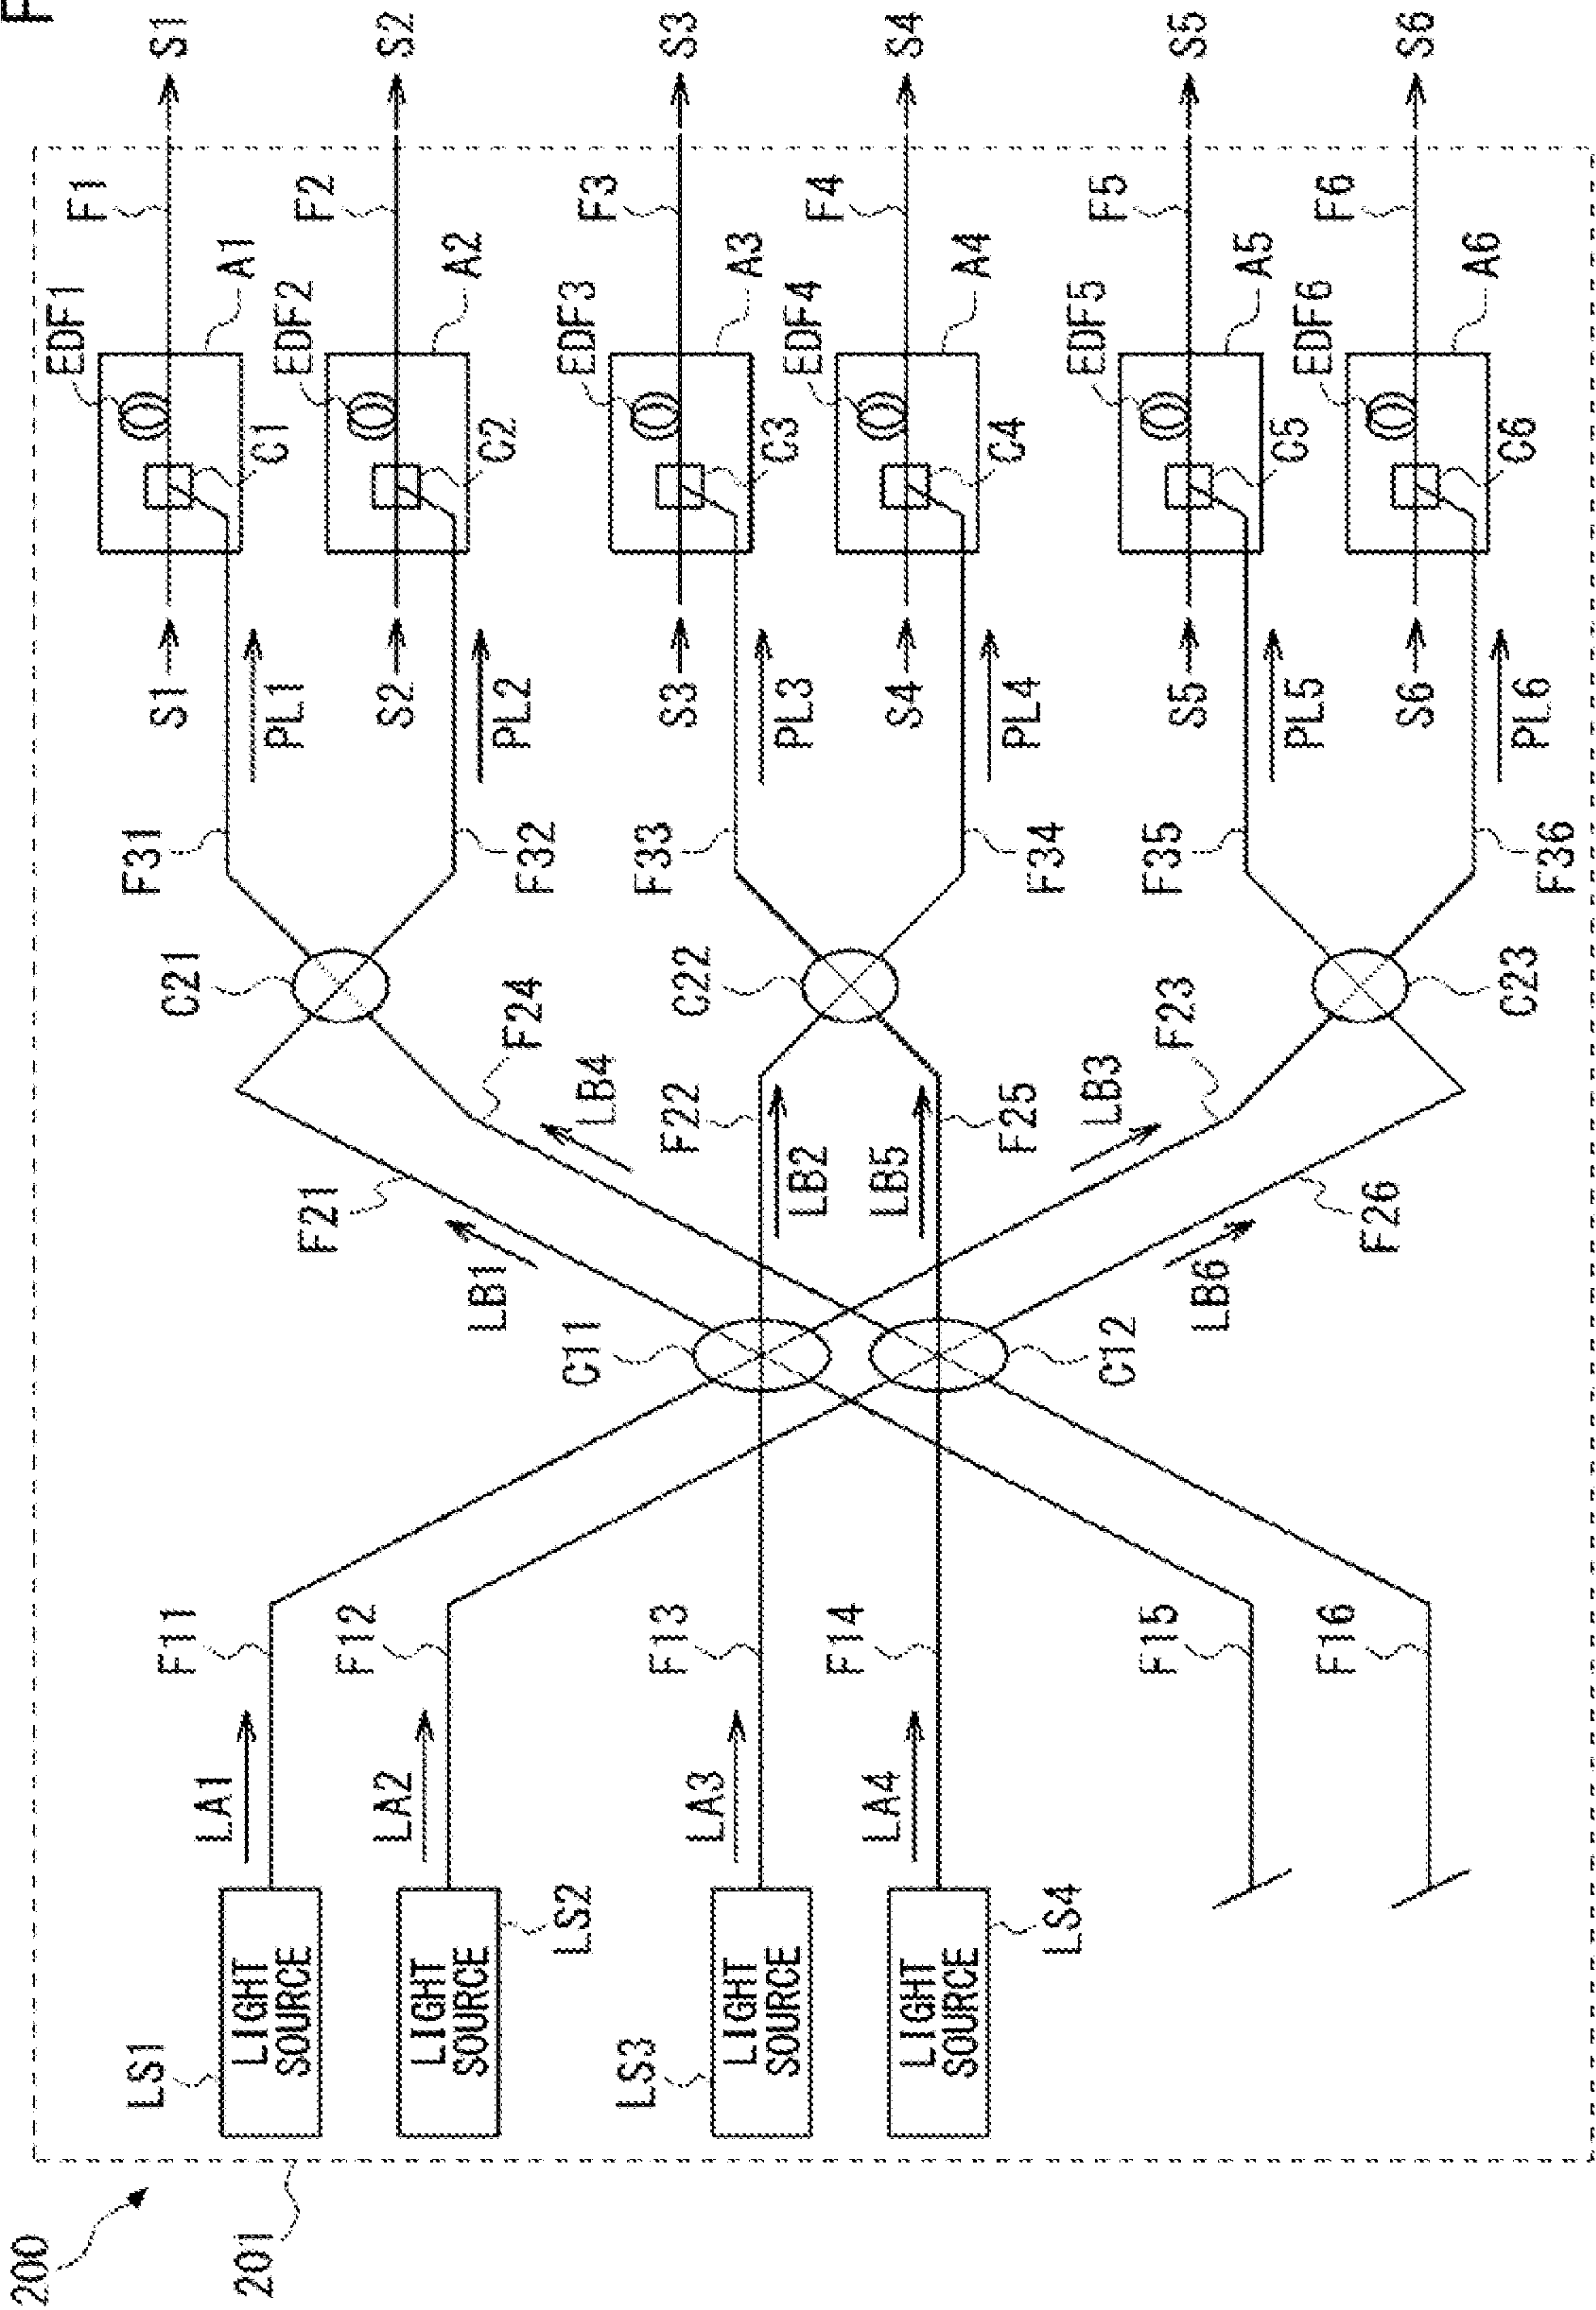 F
200
201
LS1
LIGHT
SOURCE
LA1
F11
LIGHT
SOURCE
LS2
LA2
F12
LS3
LIGHT
SOURCE
LA3
F13
LIGHT
SOURCE
LS4
LA4
F14
F15
F16
C11
C12
LB1
F21
LB4
F24
F22
LB2
LB5
F25
LB3
F23
LB6
F26
C21
C22
C23
F31
F32
F33
F34
F35
F36
S1
PL1
S2
PL2
S3
PL3
S4
PL4
S5
PL5
S6
PL6
EDF1
C1
A1
F1
S1
EDF2
C2
A2
F2
S2
EDF3
C3
A3
F3
S3
EDF4
C4
A4
F4
S4
EDF5
C5
A5
F5
S5
EDF6
C6
A6
F6
S6